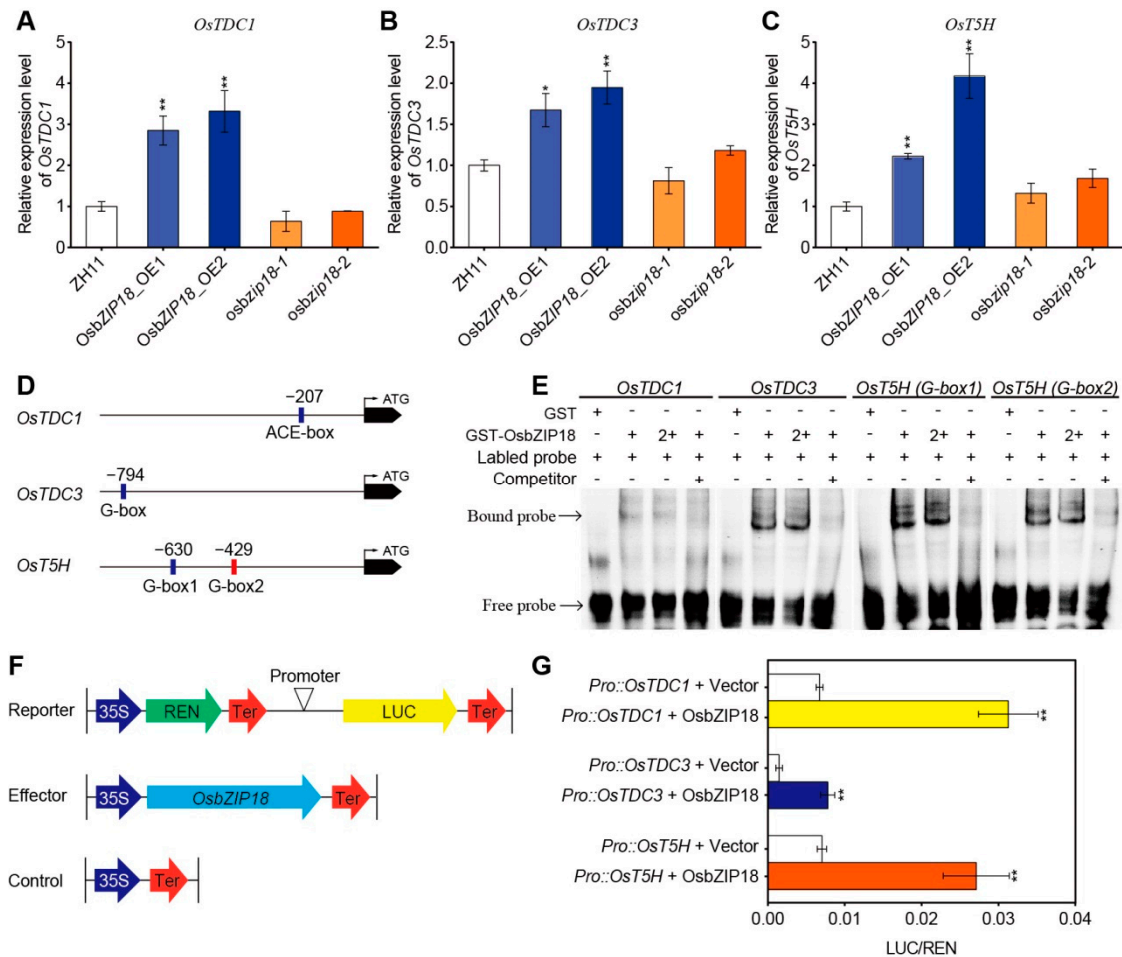 A
OsTDC1
Relative expression level
of OsTDC1
5
4
3
2
1
0
**
**
ZH11
OsbZIP18_OE1
OsbZIP18_OE2
osbzip18-1
osbzip18-2
B
OsTDC3
Relative expression level
of OsTDC3
2.5
2.0
1.5
1.0
0.5
0.0
*
**
ZH11
OsbZIP18_OE1
OsbZIP18_OE2
osbzip18-1
osbzip18-2
C
OsT5H
Relative expression level
of OsT5H
5
4
3
2
1
0
**
**
ZH11
OsbZIP18_OE1
OsbZIP18_OE2
osbzip18-1
osbzip18-2
D
OsTDC1
−207
ACE-box
ATG
OsTDC3
−794
G-box
ATG
OsT5H
−630 −429
G-box1 G-box2
ATG
E
OsTDC1 OsTDC3 OsT5H (G-box1) OsT5H (G-box2)
GST + - - - + - - - + - - - + - - -
GST-OsbZIP18 - + 2+ + - + 2+ + - + 2+ + - + 2+ +
Labled probe + + + + + + + + + + + + + + + +
Competitor - - - + - - - + - - - + - - - +
Bound probe
Free probe
F
Promoter
Reporter 35S REN Ter LUC Ter
Effector 35S OsbZIP18 Ter
Control 35S Ter
G
Pro::OsTDC1 + Vector
Pro::OsTDC1 + OsbZIP18 **
Pro::OsTDC3 + Vector
Pro::OsTDC3 + OsbZIP18 **
Pro::OsT5H + Vector
Pro::OsT5H + OsbZIP18 **
0.00 0.01 0.02 0.03 0.04
LUC/REN